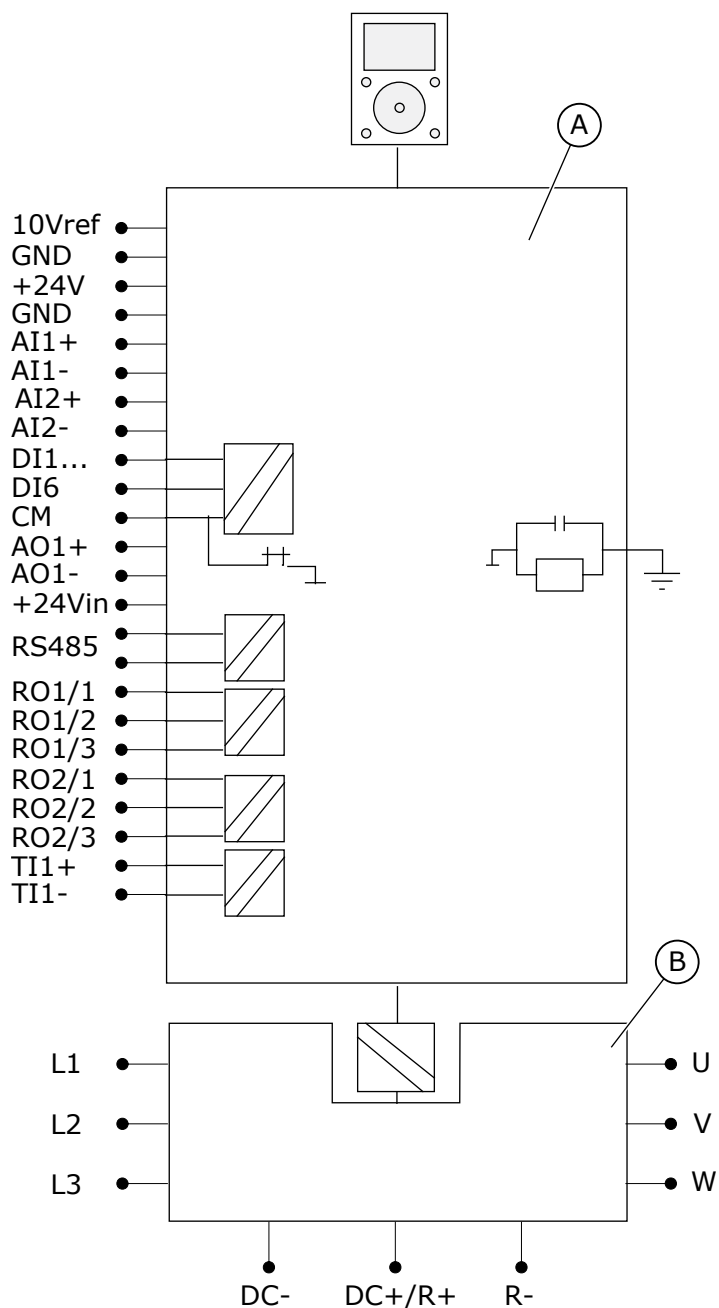 A
10Vref
GND
+24V
GND
AI1+
AI1-
AI2+
AI2-
DI1...
DI6
CM
AO1+
AO1-
+24Vin
RS485
RO1/1
RO1/2
RO1/3
RO2/1
RO2/2
RO2/3
TI1+
TI1-
B
L1 U
L2 V
L3 W
DC- DC+/R+ R-